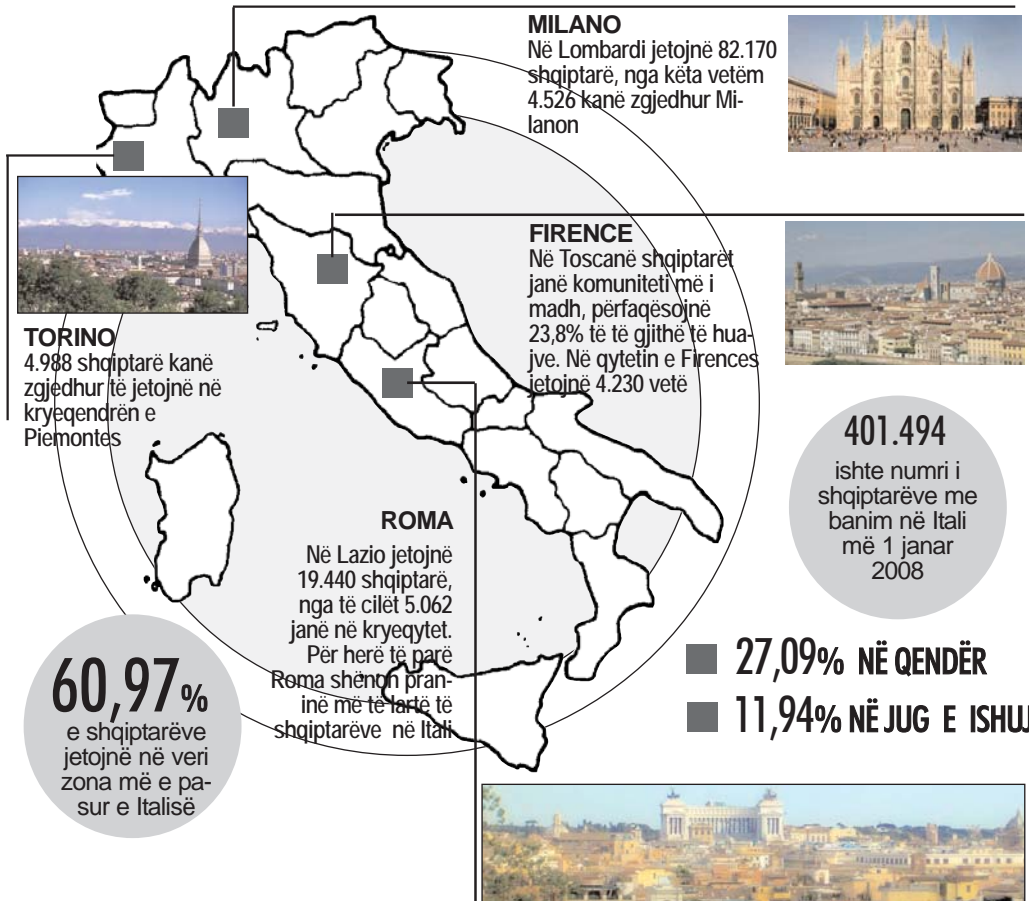 MILANO
Në Lombardi jetojnë 82.170
shqiptarë, nga këta vetëm
4.526 kanë zgjedhur Mi-
lanon
FIRENCE
Në Toscanë shqiptarët
janë komuniteti më i
madh, përfaqësojnë
23,8% të të gjithë të hua-
jve. Në qytetin e Firences
jetojnë 4.230 vetë
TORINO
4.988 shqiptarë kanë
zgjedhur të jetojnë në
kryeqendrën e
Piemontes
401.494
ishte numri i
shqiptarëve me
banim në Itali
më 1 janar
2008
ROMA
Në Lazio jetojnë
19.440 shqiptarë,
nga të cilët 5.062
janë në kryeqytet.
Për herë të parë
Roma shënon pran-
inë më të lartë të
shqiptarëve në Itali
60,97%
e shqiptarëve
jetojnë në veri
zona më e pa-
sur e Italisë
27,09% NË QENDËR
11,94% NË JUG E ISHUJ